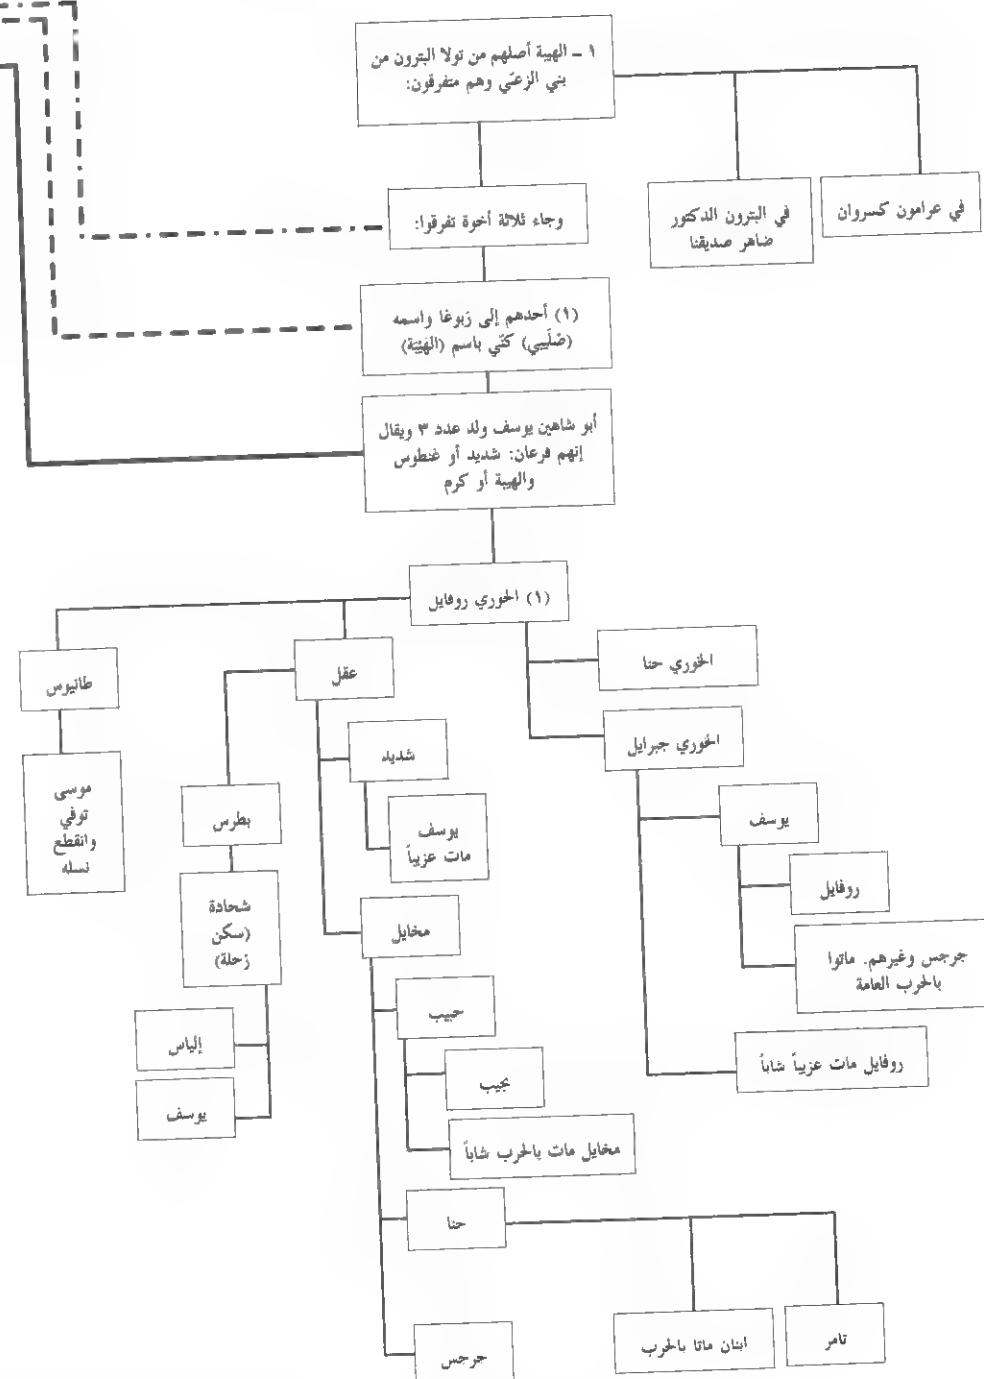 ١ ــ الهيبة أصلهم من تولا البترون من
بني الزعتي وهم متفرقون:
في عرامون كسروان
في البترون الدكتور
ضاهر صديقنا
وجاء ثلاثة أخوة تفرقوا:
(١) أحدهم إلى زبوغا واسمه
(صَلَيبي) كنّي باسم (الهَيْبَة)
أبو شاهين يوسف ولد عدد ٣ ويقال
إنهم فرعان: شديد أو غنطوس
والهيبة أو كرم
(١) الخوري روفايل
الخوري حنا
الخوري جبرايل
يوسف
روفايل
جرجس وغيرهم. ماتوا
بالحرب العامة
روفايل مات عزيباً شاباً
عقل
شديد
يوسف
مات عزيباً
مخايل
حبيب
نجيب
مخايل مات بالحرب شاباً
حنا
تامر
ابنان ماتا بالحرب
جرجس
بطرس
شحادة
(سكن
زحلة)
إلياس
يوسف
طانيوس
موسى
توفي
وانقطع
نسله